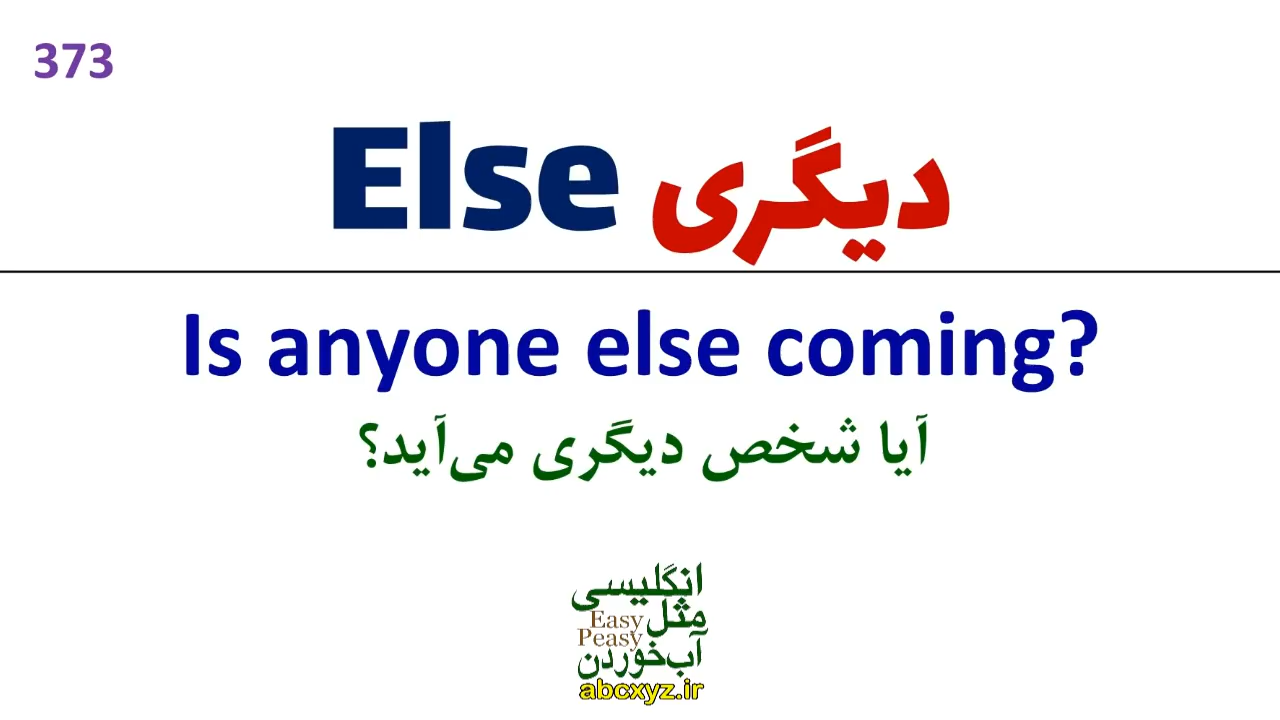 373
Else دیگری
Is anyone else coming?
آیا شخص دیگری می‌آید؟
انگلیسی
مثل Easy Peasy
آب‌خوردن
abcxyz.ir